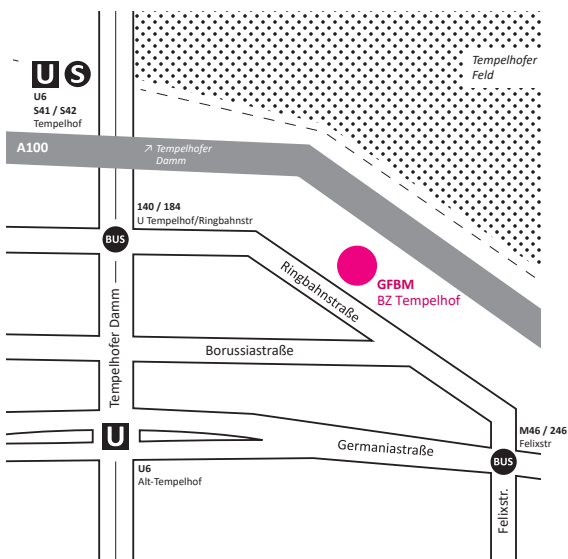 Tempelhofer
Feld
U S
U6
S41 / S42
Tempelhof
A100
↗ Tempelhofer
Damm
140 / 184
U Tempelhof/Ringbahnstr
BUS
Ringbahnstraße
GFBM
BZ Tempelhof
Tempelhofer Damm
Borussiastraße
U
U6
Alt-Tempelhof
Germaniastraße
M46 / 246
Felixstr
BUS
Felixstr.